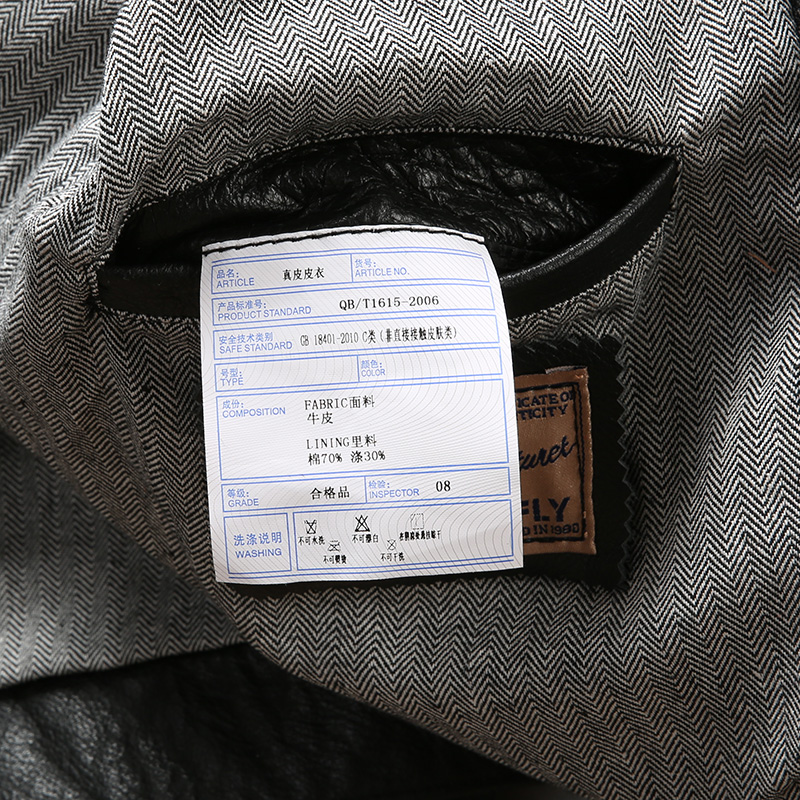 品名: 真皮皮衣 货号:
ARTICLE ARTICLE NO.
产品标准号: QB/T1615-2006
PRODUCT STANDARD
安全技术类别 GB 18401-2010 C类(非直接接触皮肤类)
SAFE STANDARD
号型: 颜色:
TYPE COLOR
成份: FABRIC面料
COMPOSITION 牛皮
LINING里料
棉70% 涤30%
等级: 合格品 检验: 08
GRADE INSPECTOR
洗涤说明
WASHING
不可水洗 不可漂白
不可熨烫 不可干洗
ICATE OF
TICITY
FLY
IN 1990